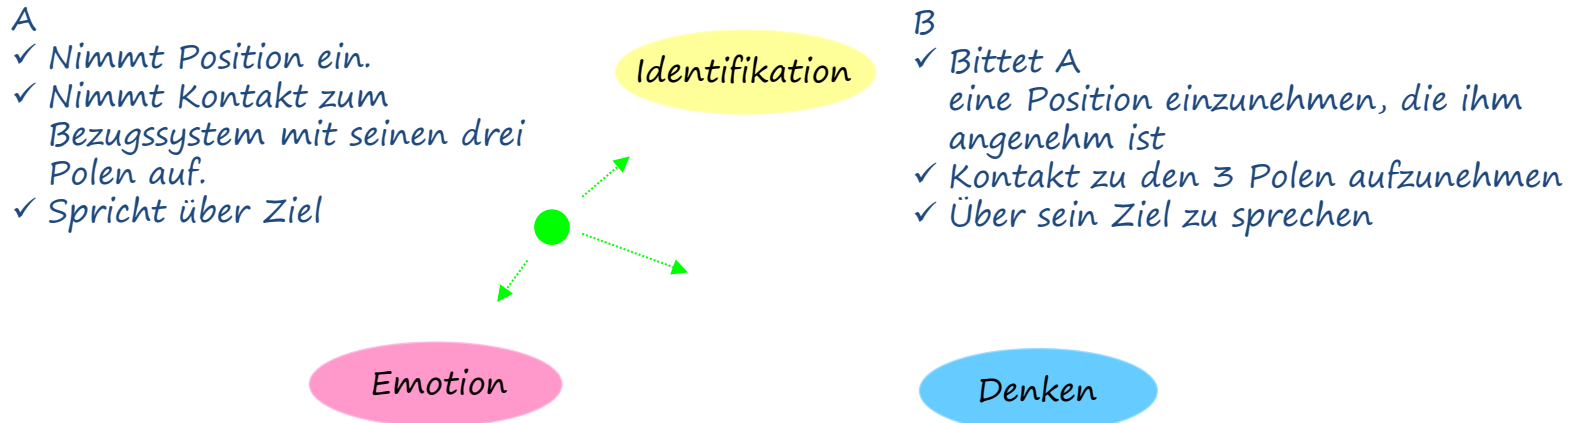 A
✓ Nimmt Position ein.
✓ Nimmt Kontakt zum
Bezugssystem mit seinen drei
Polen auf.
✓ Spricht über Ziel
Identifikation
B
✓ Bittet A
eine Position einzunehmen, die ihm
angenehm ist
✓ Kontakt zu den 3 Polen aufzunehmen
✓ Über sein Ziel zu sprechen
Emotion
Denken